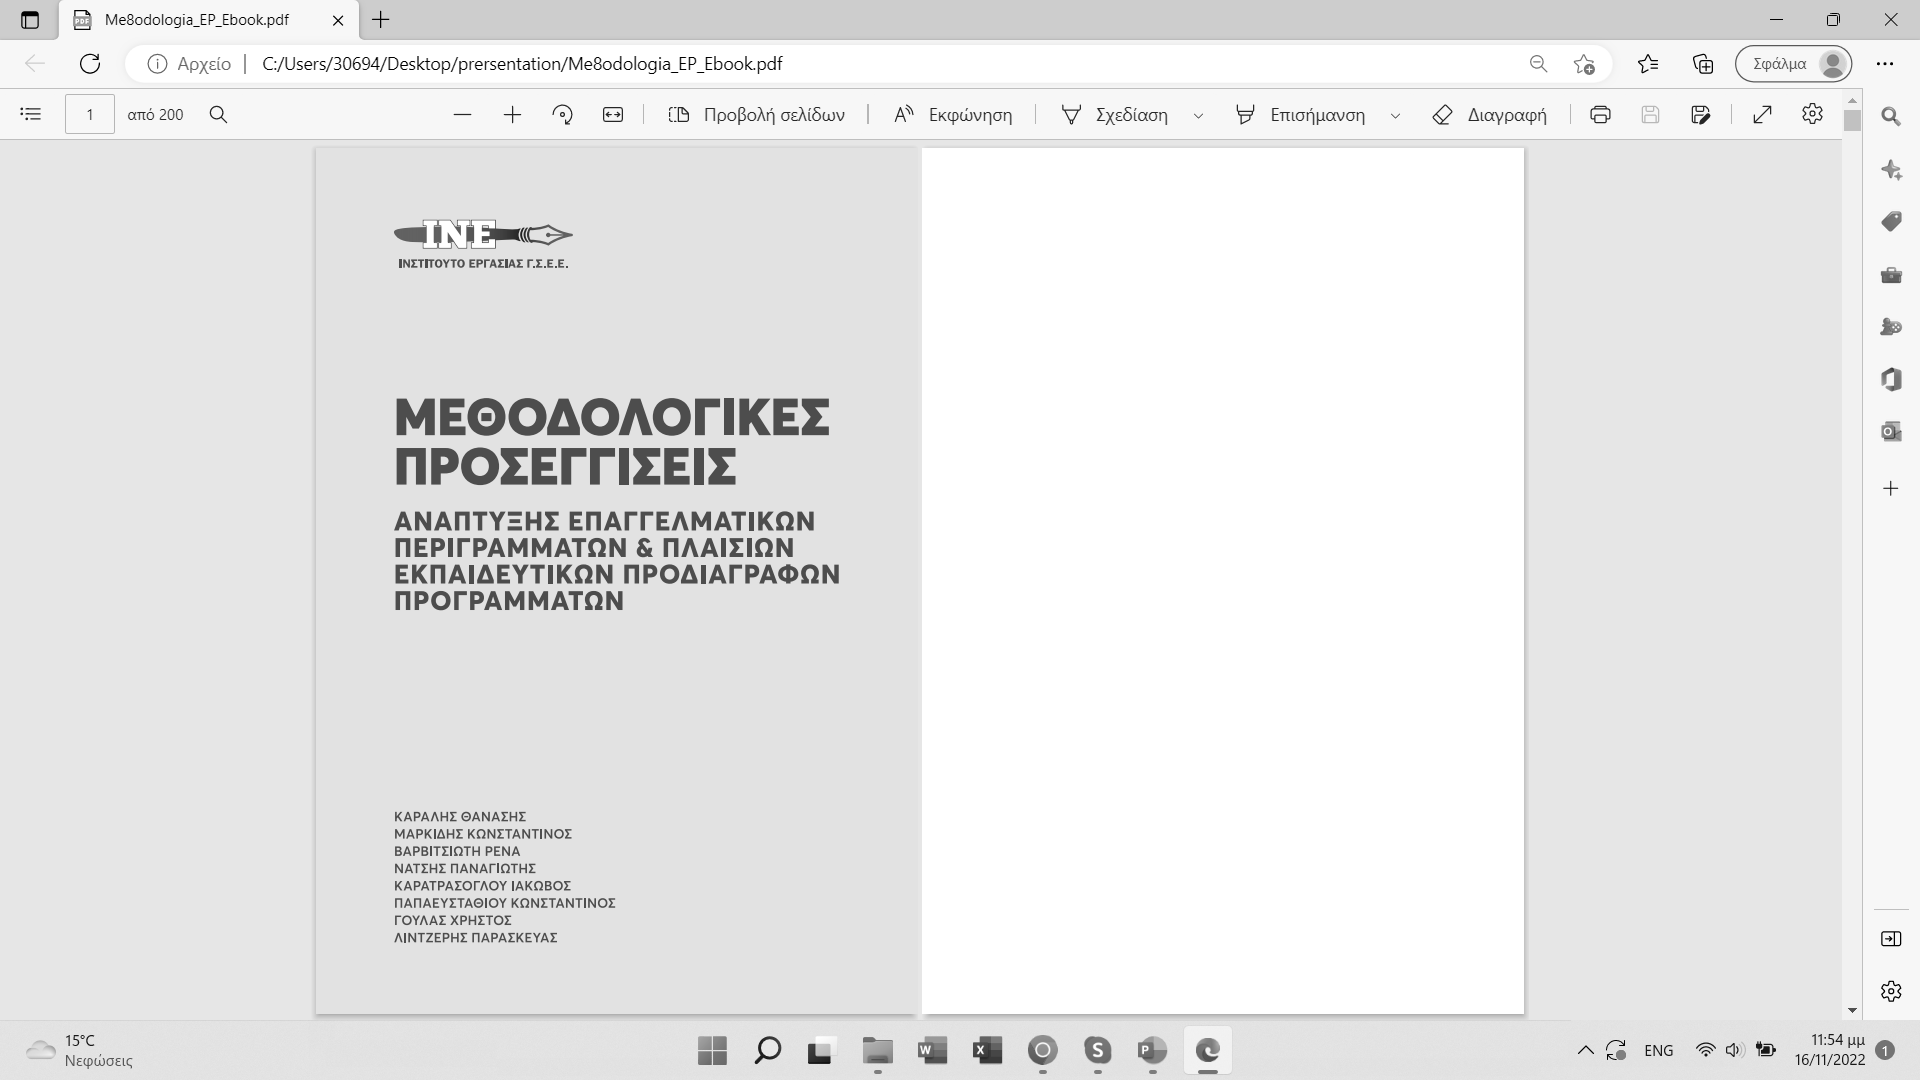 Me8odologia_EP_Ebook.pdf
Αρχείο
C:/Users/30694/Desktop/prersentation/Me8odologia_EP_Ebook.pdf
Σφάλμα
1
από 200
Προβολή σελίδων
Εκφώνηση
Σχεδίαση
Επισήμανση
Διαγραφή
INE
ΙΝΣΤΙΤΟΥΤΟ ΕΡΓΑΣΙΑΣ Γ.Σ.Ε.Ε.
ΜΕΘΟΔΟΛΟΓΙΚΕΣ
ΠΡΟΣΕΓΓΙΣΕΙΣ
ΑΝΑΠΤΥΞΗΣ ΕΠΑΓΓΕΛΜΑΤΙΚΩΝ
ΠΕΡΙΓΡΑΜΜΑΤΩΝ & ΠΛΑΙΣΙΩΝ
ΕΚΠΑΙΔΕΥΤΙΚΩΝ ΠΡΟΔΙΑΓΡΑΦΩΝ
ΠΡΟΓΡΑΜΜΑΤΩΝ
ΚΑΡΑΛΗΣ ΘΑΝΑΣΗΣ
ΜΑΡΚΙΔΗΣ ΚΩΝΣΤΑΝΤΙΝΟΣ
ΒΑΡΒΙΤΣΙΩΤΗ ΡΕΝΑ
ΝΑΤΣΗΣ ΠΑΝΑΓΙΩΤΗΣ
ΚΑΡΑΤΡΑΣΟΓΛΟΥ ΙΑΚΩΒΟΣ
ΠΑΠΑΕΥΣΤΑΘΙΟΥ ΚΩΝΣΤΑΝΤΙΝΟΣ
ΓΟΥΛΑΣ ΧΡΗΣΤΟΣ
ΛΙΝΤΖΕΡΗΣ ΠΑΡΑΣΚΕΥΑΣ
15°C
Νεφώσεις
ENG
11:54 μμ
16/11/2022
1